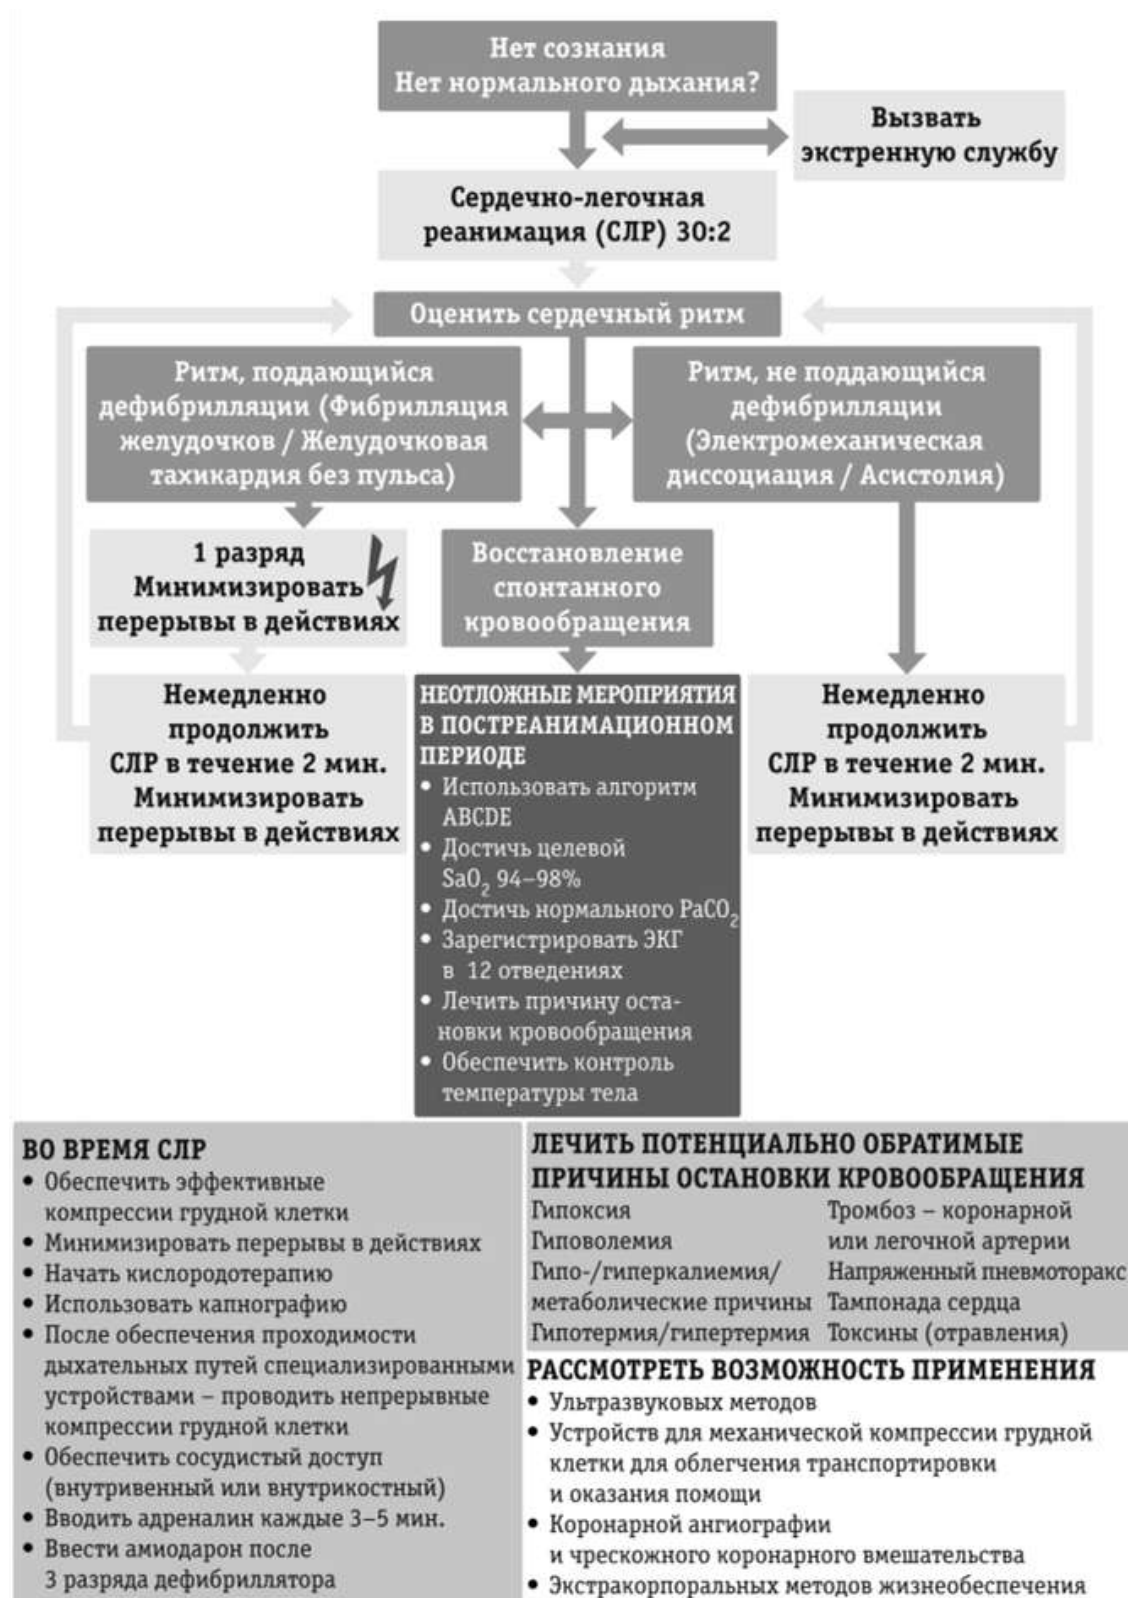 Нет сознания
Нет нормального дыхания?
Вызвать
экстренную службу
Сердечно-легочная
реанимация (СЛР) 30:2
Оценить сердечный ритм
Ритм, поддающийся
дефибрилляции (Фибрилляция
желудочков / Желудочковая
тахикардия без пульса)
Ритм, не поддающийся
дефибрилляции
(Электромеханическая
диссоциация / Асистолия)
1 разряд
Минимизировать
перерывы в действиях
Восстановление
спонтанного
кровообращения
Немедленно
продолжить
СЛР в течение 2 мин.
Минимизировать
перерывы в действиях
НЕОТЛОЖНЫЕ МЕРОПРИЯТИЯ
В ПОСТРЕАНИМАЦИОННОМ
ПЕРИОДЕ
• Использовать алгоритм
ABCDE
• Достичь целевой
SaO₂ 94–98%
• Достичь нормального PaCO₂
• Зарегистрировать ЭКГ
в 12 отведениях
• Лечить причину оста-
новки кровообращения
• Обеспечить контроль
температуры тела
Немедленно
продолжить
СЛР в течение 2 мин.
Минимизировать
перерывы в действиях
ВО ВРЕМЯ СЛР
• Обеспечить эффективные
компрессии грудной клетки
• Минимизировать перерывы в действиях
• Начать кислородотерапию
• Использовать капнографию
• После обеспечения проходимости
дыхательных путей специализированными
устройствами – проводить непрерывные
компрессии грудной клетки
• Обеспечить сосудистый доступ
(внутривенный или внутрикостный)
• Вводить адреналин каждые 3–5 мин.
• Ввести амиодарон после
3 разряда дефибриллятора
ЛЕЧИТЬ ПОТЕНЦИАЛЬНО ОБРАТИМЫЕ
ПРИЧИНЫ ОСТАНОВКИ КРОВООБРАЩЕНИЯ
Гипоксия
Гиповолемия
Гипо-/гиперкалиемия/
метаболические причины
Гипотермия/гипертермия
Тромбоз – коронарной
или легочной артерии
Напряженный пневмоторакс
Тампонада сердца
Токсины (отравления)
РАССМОТРЕТЬ ВОЗМОЖНОСТЬ ПРИМЕНЕНИЯ
• Ультразвуковых методов
• Устройств для механической компрессии грудной
клетки для облегчения транспортировки
и оказания помощи
• Коронарной ангиографии
и чрескожного коронарного вмешательства
• Экстракорпоральных методов жизнеобеспечения